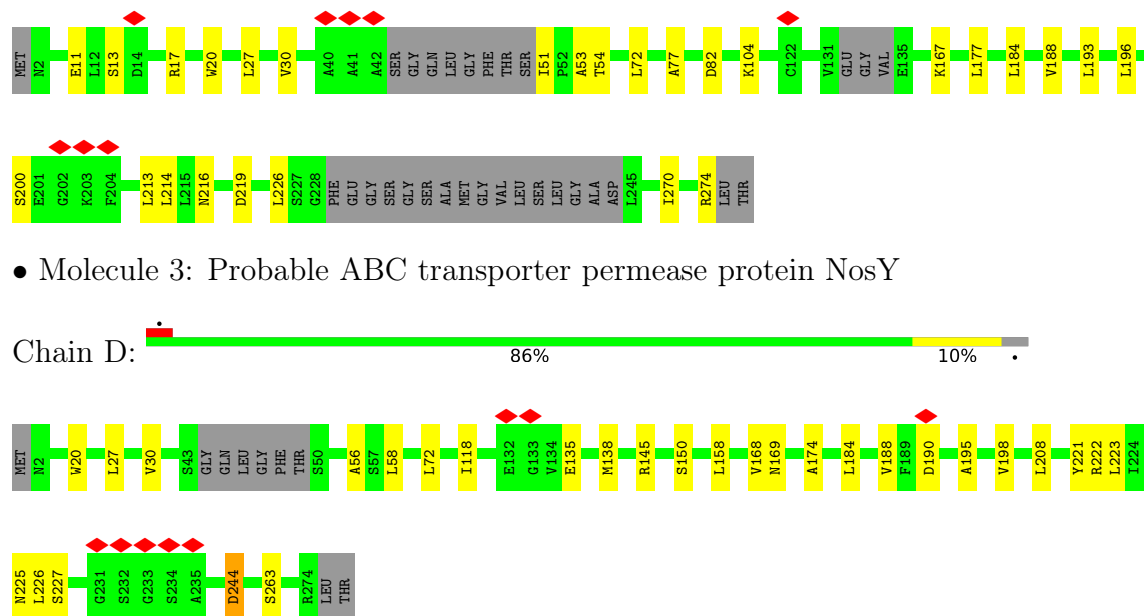 MET N2 E11 L12 S13 D14 R17 W20 L27 V30 A40 A41 A42 SER GLY GLN LEU GLY PHE THR SER I51 P52 A53 T54 L72 A77 D82 K104 C122 V131 GLU GLY VAL E135 K167 L177 L184 V188 L193 L196
S200 E201 G202 K203 F204 L213 L214 L215 N216 D219 L226 S227 G228 PHE GLU GLY SER GLY SER ALA MET GLY VAL LEU SER LEU GLY ALA ASP L245 I270 R274 LEU THR
• Molecule 3: Probable ABC transporter permease protein NosY
Chain D: 86% 10%
MET N2 W20 L27 V30 S43 GLY GLN LEU GLY PHE THR S50 A56 S57 L58 L72 I118 E132 G133 V134 E135 M138 R145 S150 L158 V168 N169 A174 L184 V188 F189 D190 A195 V198 L208 Y221 R222 L223 I224
N225 L226 S227 G231 S232 G233 S234 A235 D244 S263 R274 LEU THR